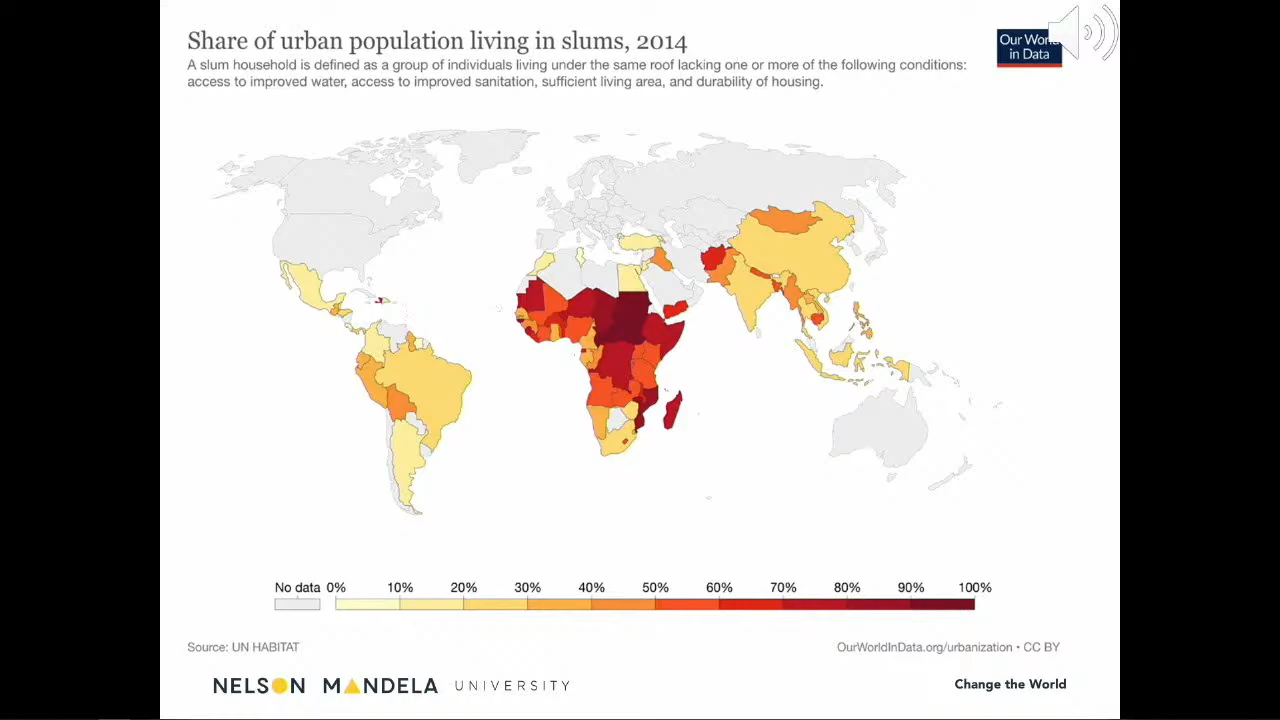 Share of urban population living in slums, 2014
A slum household is defined as a group of individuals living under the same roof lacking one or more of the following conditions:
access to improved water, access to improved sanitation, sufficient living area, and durability of housing.
Our World
in Data
No data 0% 10% 20% 30% 40% 50% 60% 70% 80% 90% 100%
Source: UN HABITAT
OurWorldInData.org/urbanization • CC BY
NELSON MANDELA UNIVERSITY
Change the World